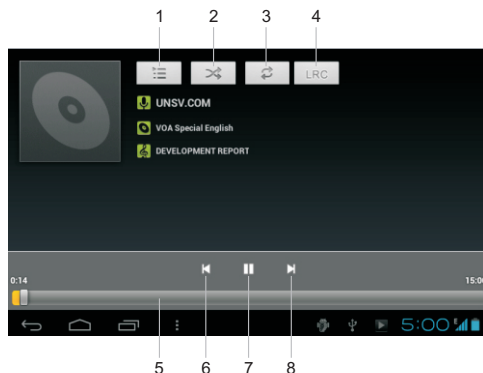 1 2 3 4
LRC
UNSV.COM
VOA Special English
DEVELOPMENT REPORT
0:14 15:00
5:00
5 6 7 8